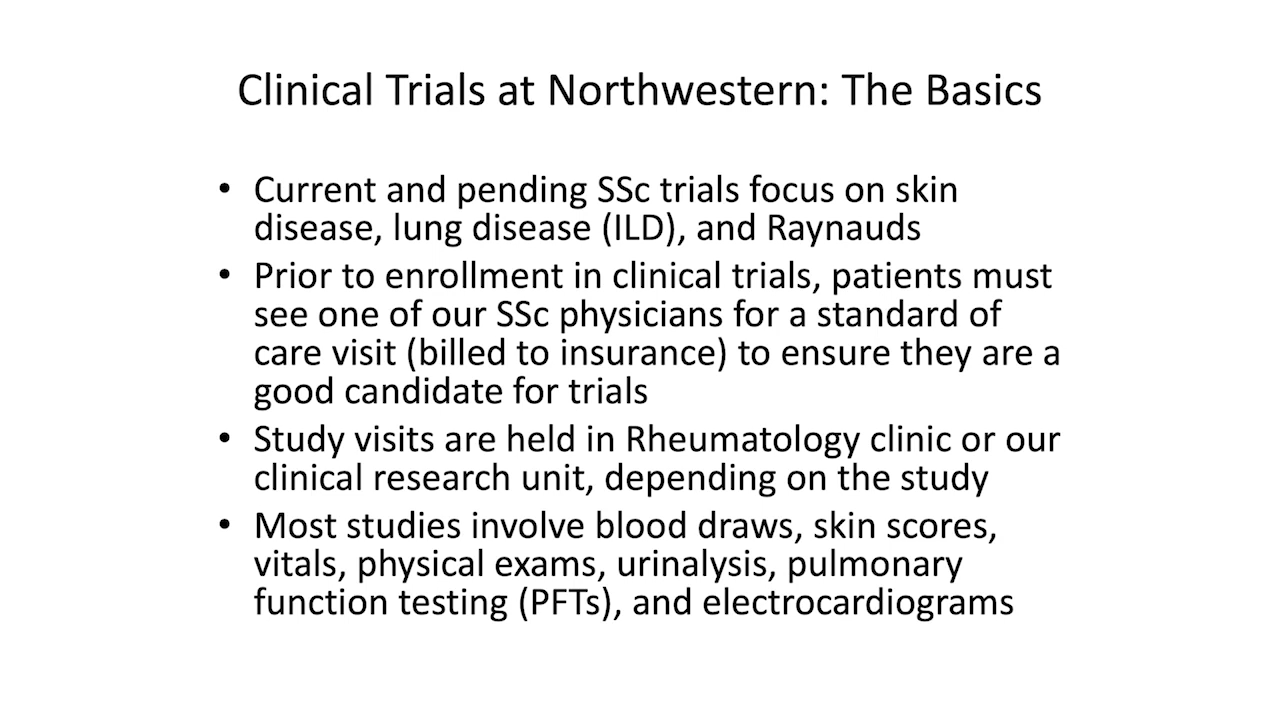 Clinical Trials at Northwestern: The Basics
• Current and pending SSc trials focus on skin
disease, lung disease (ILD), and Raynauds
• Prior to enrollment in clinical trials, patients must
see one of our SSc physicians for a standard of
care visit (billed to insurance) to ensure they are a
good candidate for trials
• Study visits are held in Rheumatology clinic or our
clinical research unit, depending on the study
• Most studies involve blood draws, skin scores,
vitals, physical exams, urinalysis, pulmonary
function testing (PFTs), and electrocardiograms